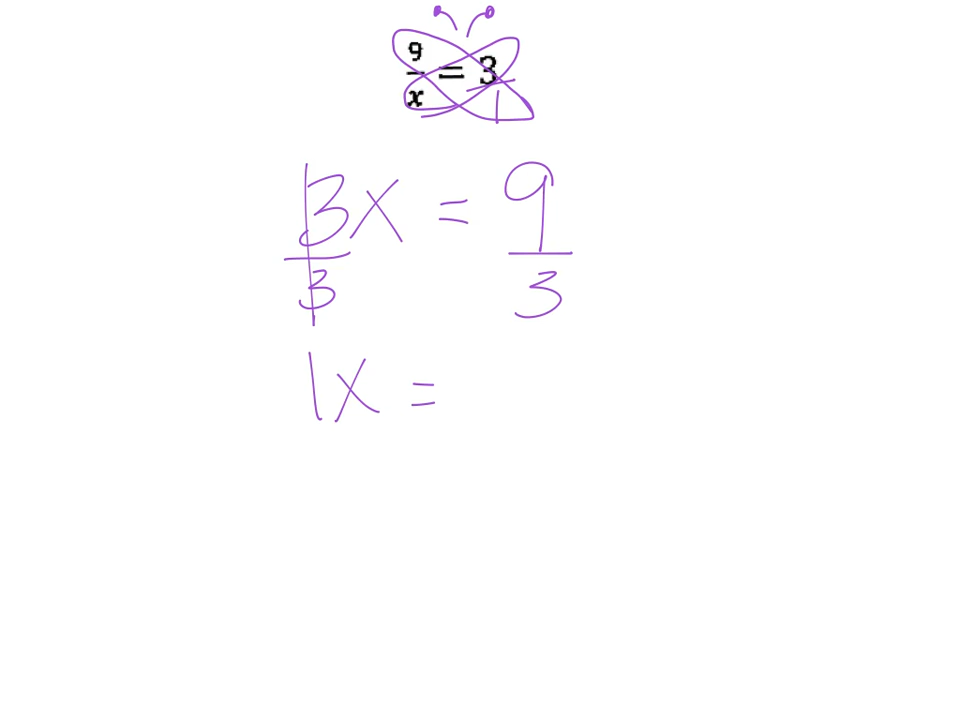 9/x = 3/1
3x = 9
3 3
1x =